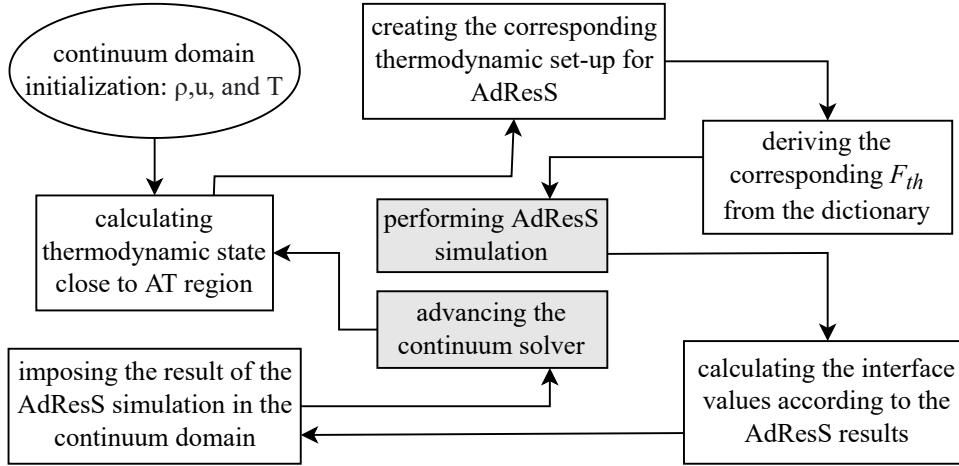 continuum domain
initialization: ρ,u, and T
creating the corresponding
thermodynamic set-up for
AdResS
deriving the
corresponding F_th
from the dictionary
calculating
thermodynamic state
close to AT region
performing AdResS
simulation
advancing the
continuum solver
imposing the result of the
AdResS simulation in the
continuum domain
calculating the interface
values according to the
AdResS results